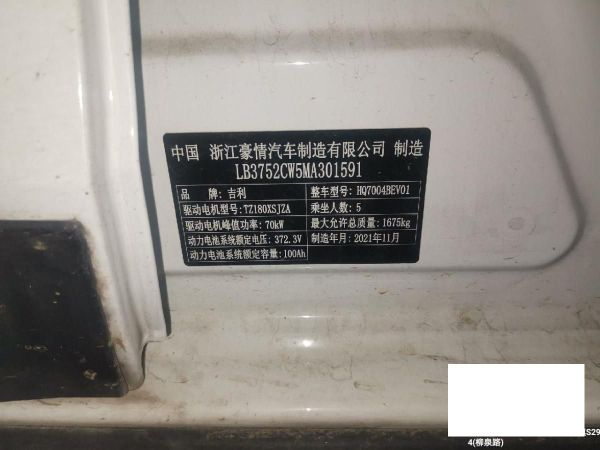 中国 浙江豪情汽车制造有限公司 制造
LB3752CW5MA301591
品 牌:吉利 整车型号:HQ7004BEV01
驱动电机型号:TZ180XSJZA 乘坐人数:5
驱动电机峰值功率:70kW 最大允许总质量:1675kg
动力电池系统额定电压:372.3V 制造年月:2021年11月
动力电池系统额定容量:100Ah
(S29
4(柳泉路)